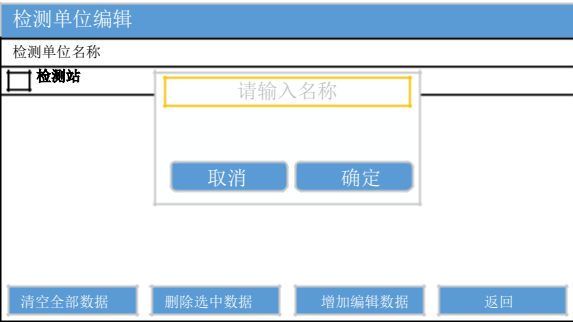 检测单位编辑
检测单位名称
检测站
请输入名称
取消 确定
清空全部数据 删除选中数据 增加编辑数据 返回